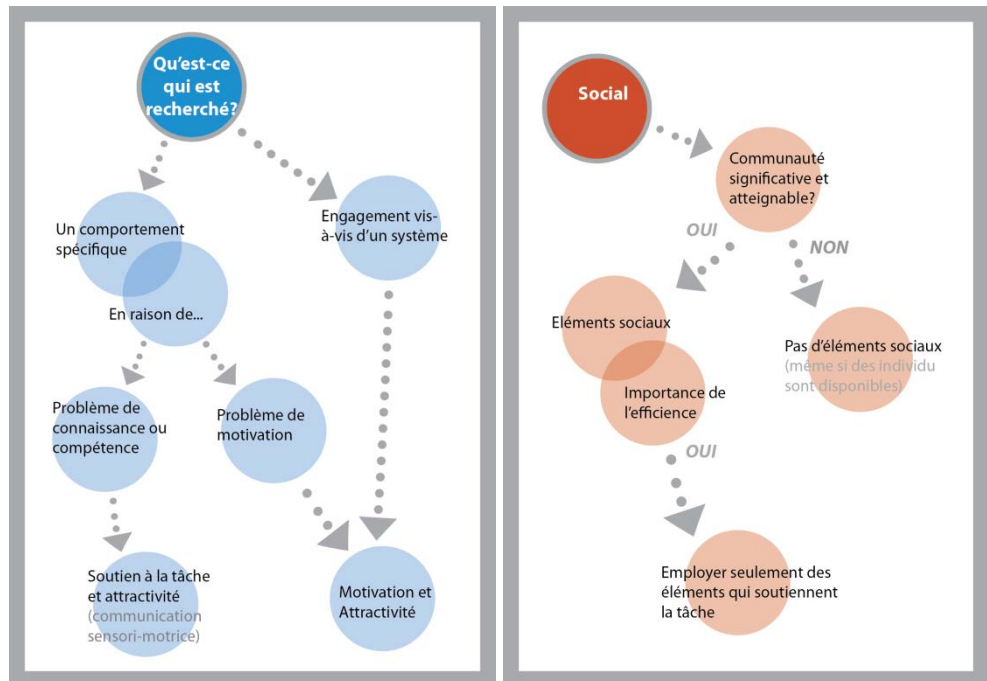 Qu'est-ce
qui est
recherché?
Un comportement
spécifique
Engagement vis-
à-vis d'un système
En raison de...
Problème de
connaissance ou
compétence
Problème de
motivation
Soutien à la tâche
et attractivité
(communication
sensori-motrice)
Motivation et
Attractivité
Social
Communauté
significative et
atteignable?
OUI
NON
Eléments sociaux
Pas d'éléments sociaux
(même si des individu
sont disponibles)
Importance de
l'efficience
OUI
Employer seulement des
éléments qui soutiennent
la tâche